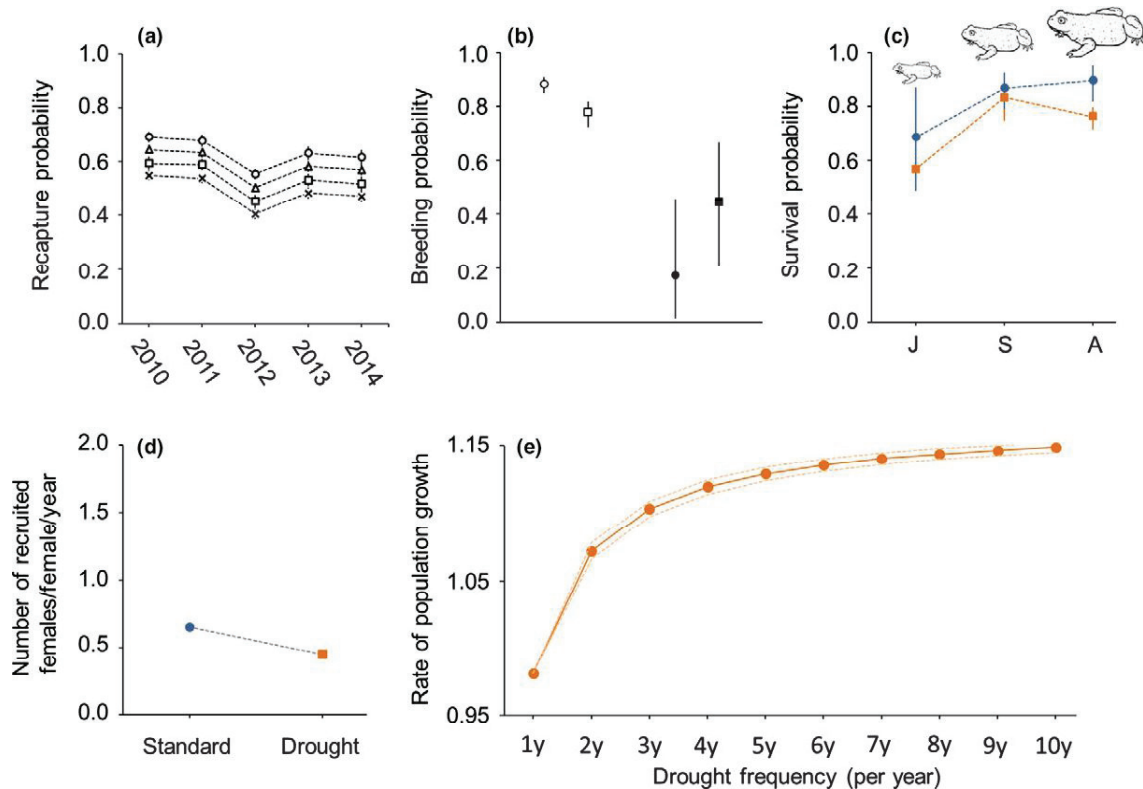 (a)
Recapture probability
1.0
0.8
0.6
0.4
0.2
0.0
2010
2011
2012
2013
2014
(b)
Breeding probability
1.0
0.8
0.6
0.4
0.2
0.0
(c)
Survival probability
1.0
0.8
0.6
0.4
0.2
0.0
J
S
A
(d)
Number of recruited
females/female/year
2.0
1.5
1.0
0.5
0.0
Standard
Drought
(e)
Rate of population growth
1.15
1.05
0.95
1y
2y
3y
4y
5y
6y
7y
8y
9y
10y
Drought frequency (per year)